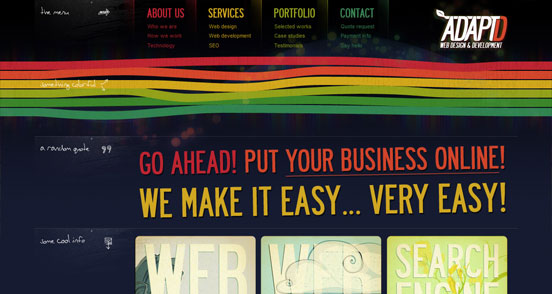 the menu
ABOUT US
Who we are
How we work
Technology
SERVICES
Web design
Web development
SEO
PORTFOLIO
Selected works
Case studies
Testimonials
CONTACT
Quote request
Payment info
Say hello
ADAPTD
WEB DESIGN & DEVELOPMENT
something colorful
a random quote
GO AHEAD! PUT YOUR BUSINESS ONLINE!
WE MAKE IT EASY... VERY EASY!
some cool info
WEB
WEB
SEARCH
ENGINE